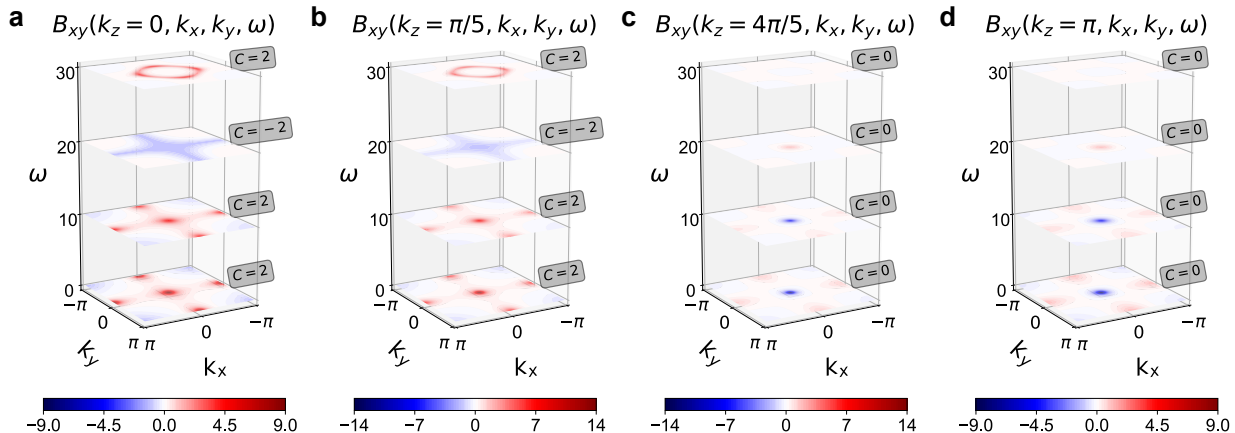 a
B_xy(k_z = 0, k_x, k_y, ω)
30
20
10
0
ω
C = 2
C = −2
C = 2
C = 2
−π
0
π
k_y
π
0
−π
k_x
−9.0
−4.5
0.0
4.5
9.0
b
B_xy(k_z = π/5, k_x, k_y, ω)
30
20
10
0
ω
C = 2
C = −2
C = 2
C = 2
−π
0
π
k_y
π
0
−π
k_x
−14
−7
0
7
14
c
B_xy(k_z = 4π/5, k_x, k_y, ω)
30
20
10
0
ω
C = 0
C = 0
C = 0
C = 0
−π
0
π
k_y
π
0
−π
k_x
−14
−7
0
7
14
d
B_xy(k_z = π, k_x, k_y, ω)
30
20
10
0
ω
C = 0
C = 0
C = 0
C = 0
−π
0
π
k_y
π
0
−π
k_x
−9.0
−4.5
0.0
4.5
9.0